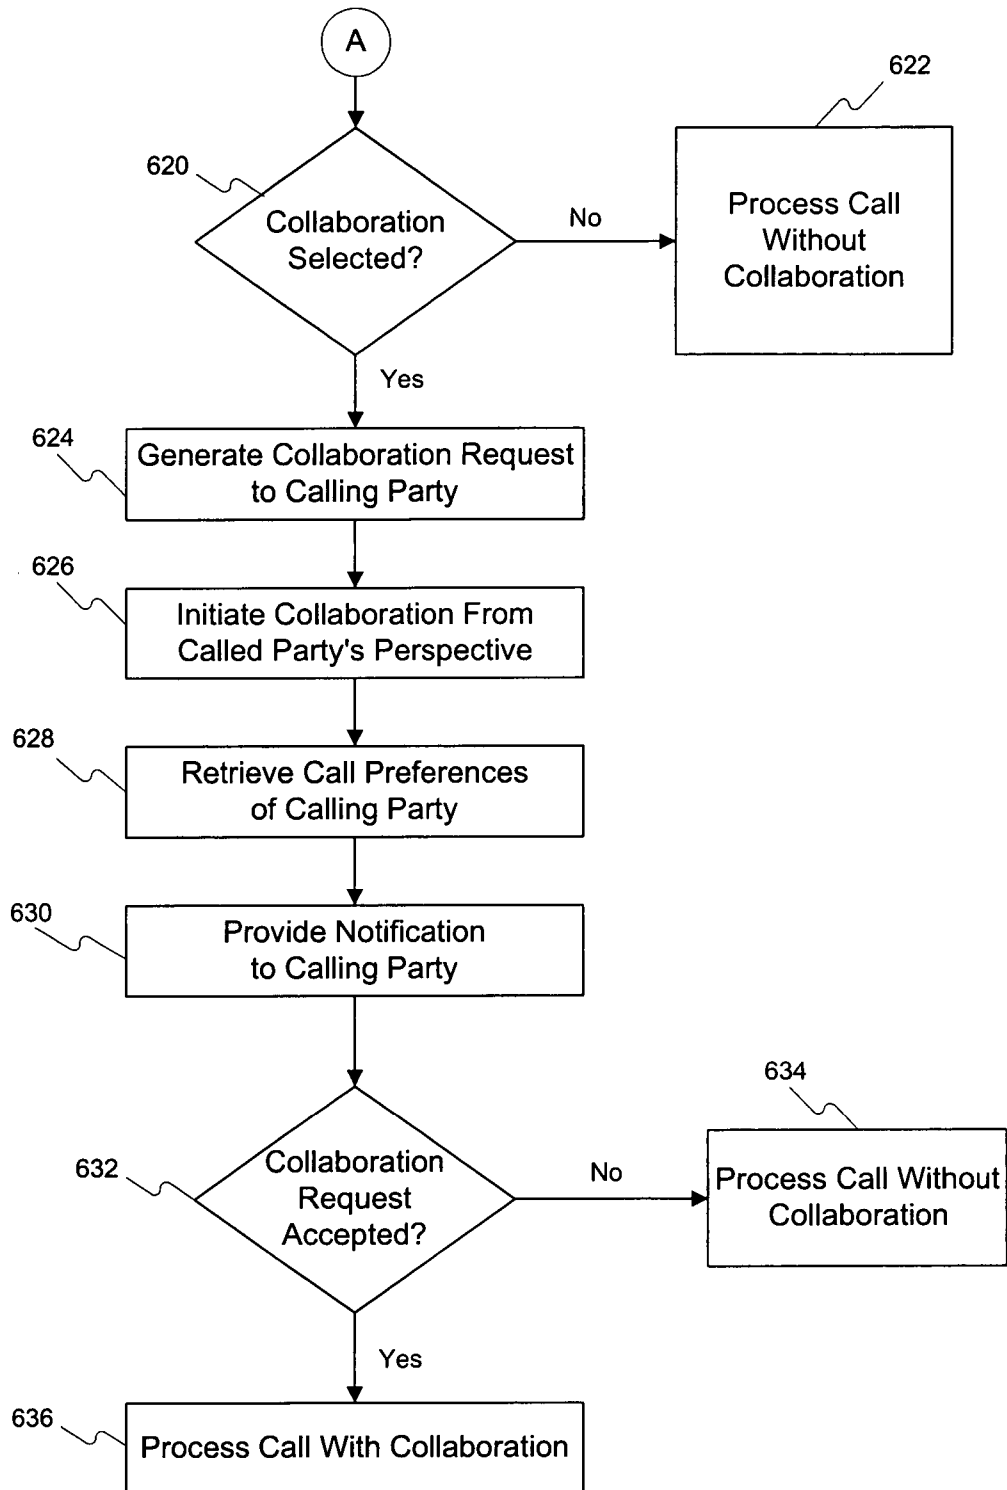 A
622
620
Collaboration
Selected?
No
Process Call
Without
Collaboration
Yes
624
Generate Collaboration Request
to Calling Party
626
Initiate Collaboration From
Called Party's Perspective
628
Retrieve Call Preferences
of Calling Party
630
Provide Notification
to Calling Party
634
632
Collaboration
Request
Accepted?
No
Process Call Without
Collaboration
Yes
636
Process Call With Collaboration